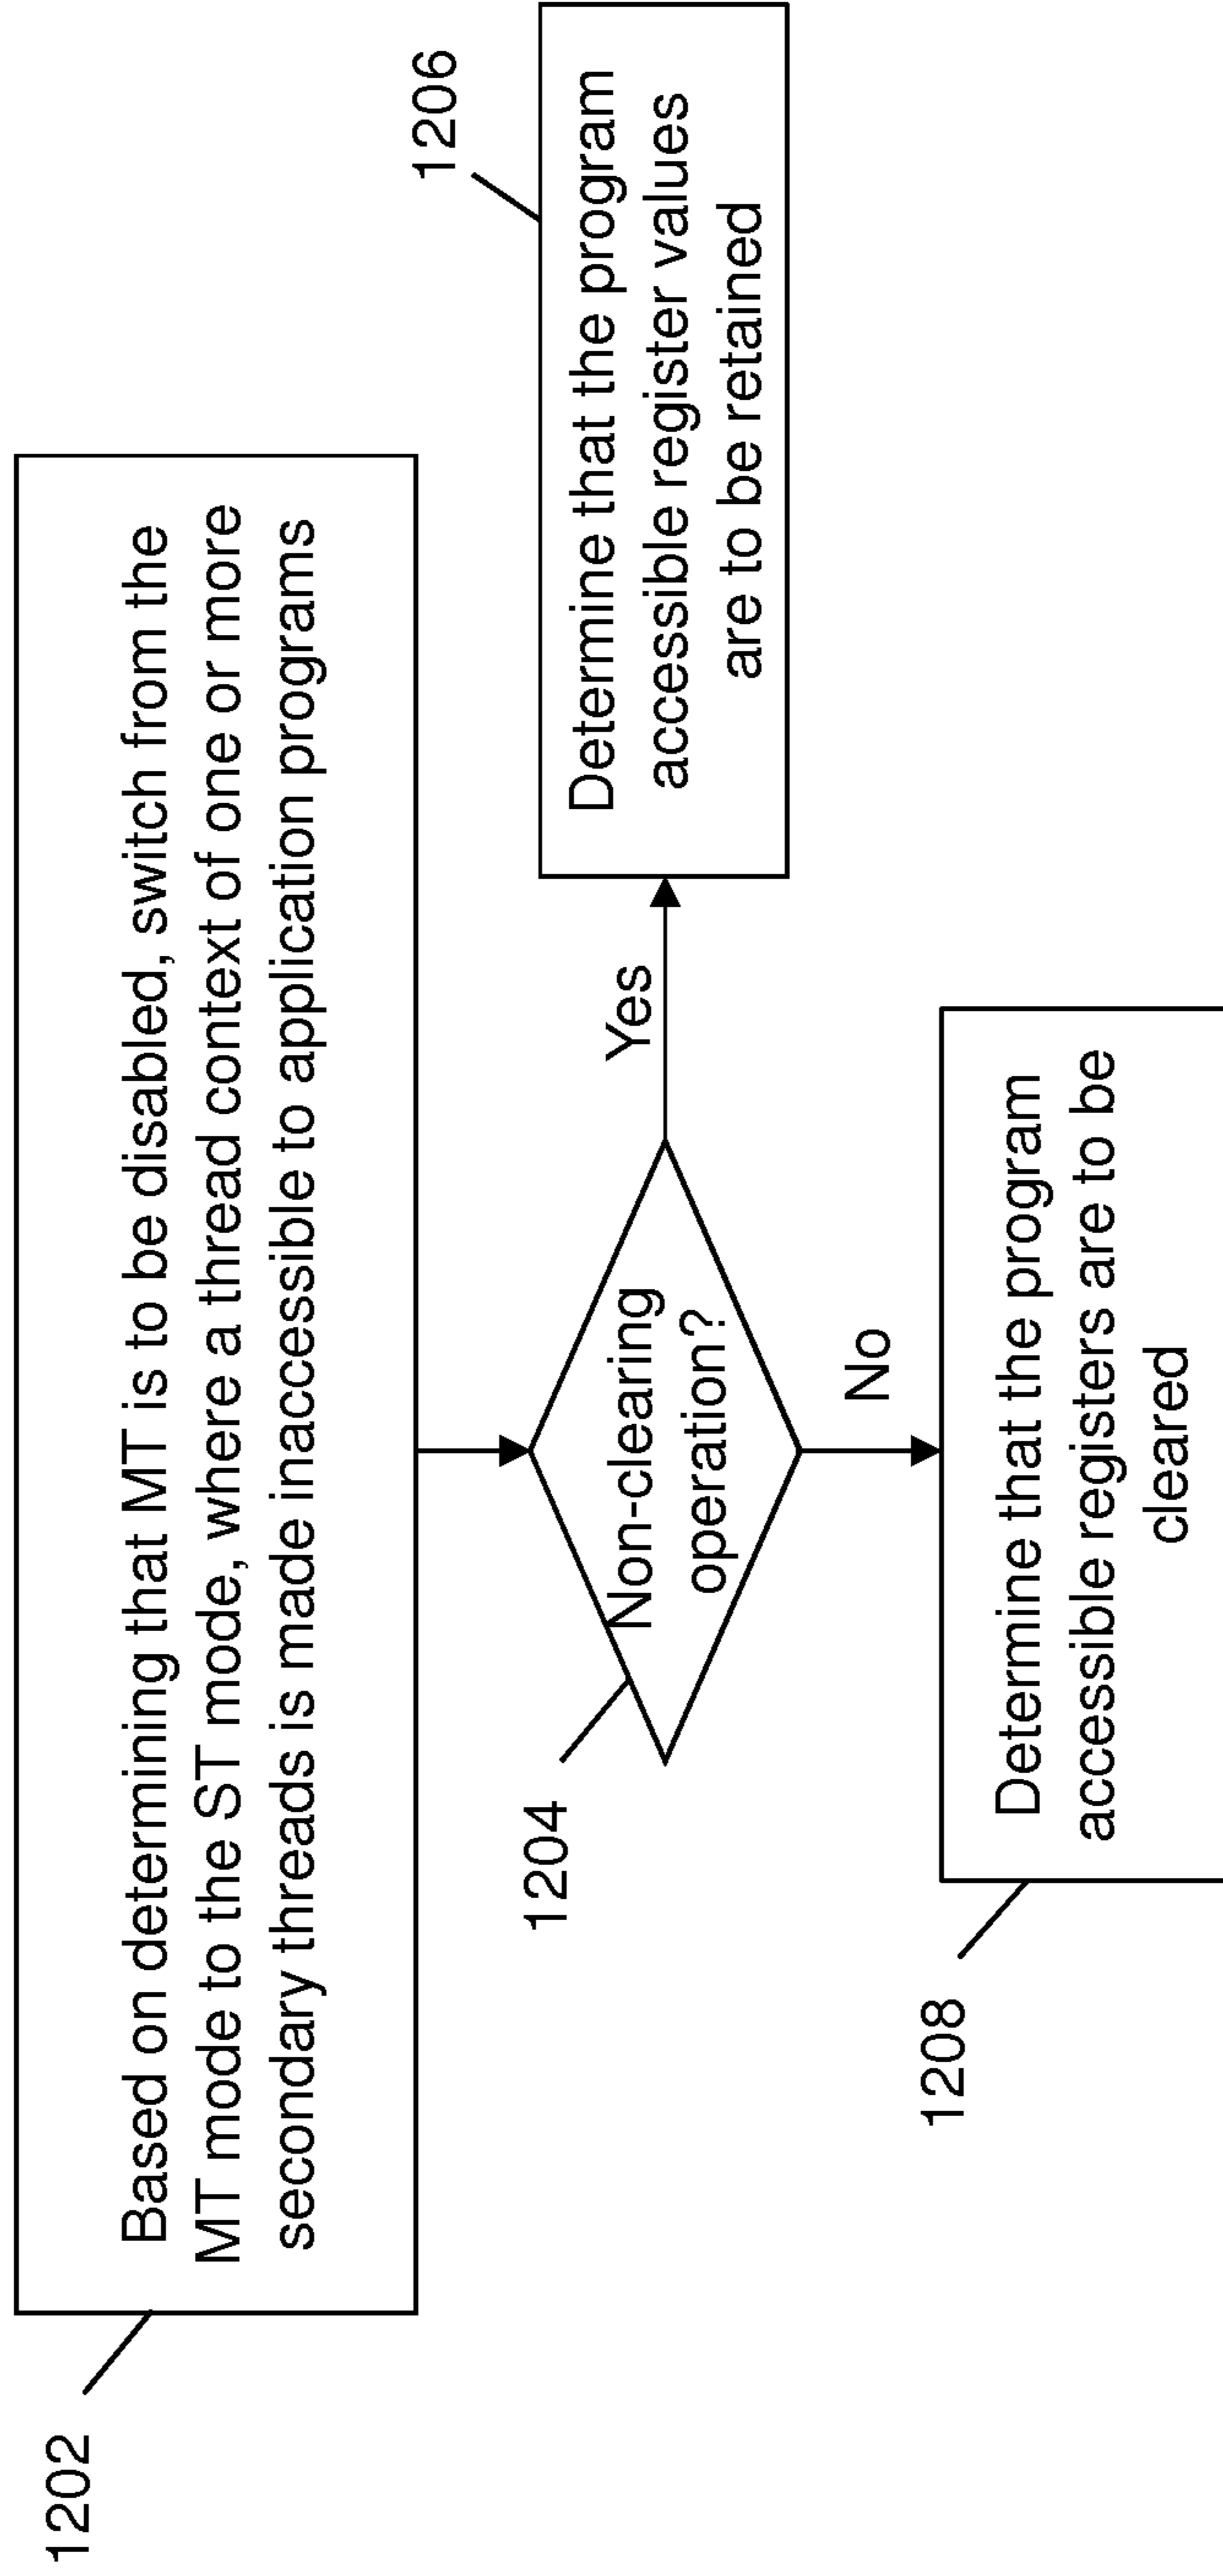 1202
Based on determining that MT is to be disabled, switch from the
MT mode to the ST mode, where a thread context of one or more
secondary threads is made inaccessible to application programs
1204
Non-clearing
operation?
Yes
1206
Determine that the program
accessible register values
are to be retained
No
1208
Determine that the program
accessible registers are to be
cleared